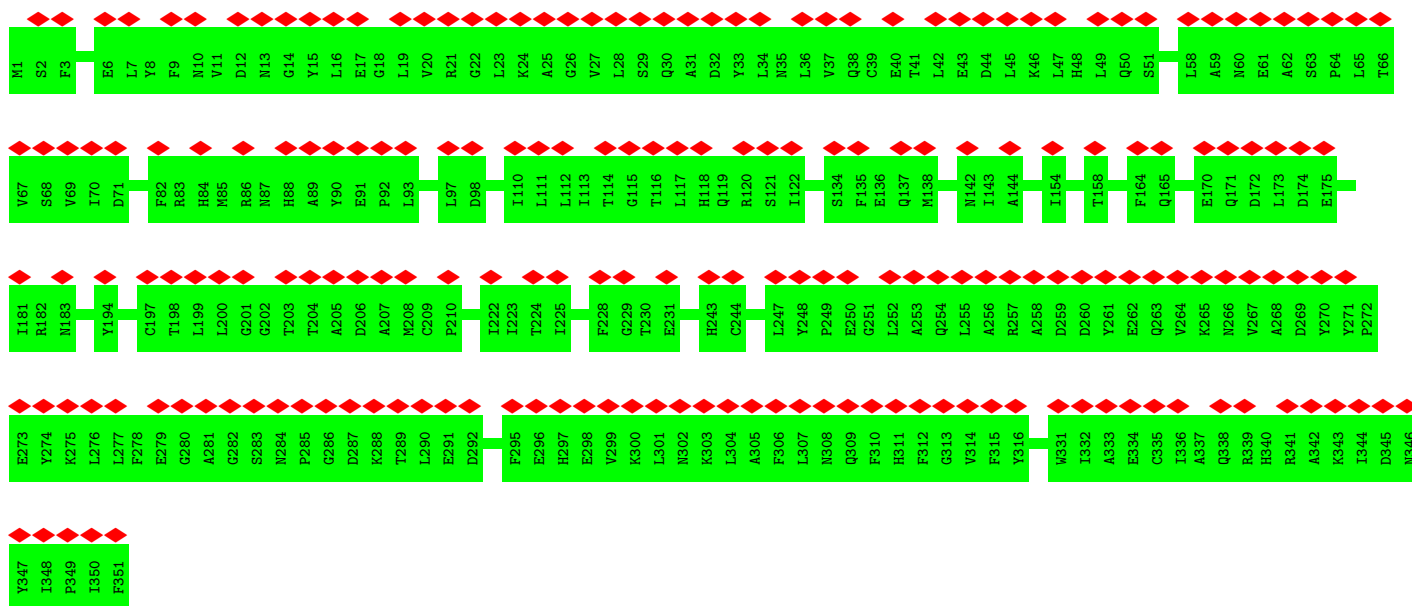 M1 S2 F3 E6 L7 Y8 F9 N10 V11 D12 N13 G14 Y15 L16 E17 G18 L19 V20 R21 G22 L23 K24 A25 G26 V27 L28 S29 Q30 A31 D32 Y33 L34 N35 L36 V37 Q38 C39 E40 T41 L42 E43 D44 L45 K46 L47 H48 L49 Q50 S51 L58 A59 N60 E61 A62 S63 P64 L65 T66
V67 S68 V69 I70 D71 F82 R83 H84 M85 R86 N87 H88 A89 Y90 E91 P92 L93 L97 D98 I110 L111 L112 I113 T114 G115 T116 L117 H118 Q119 R120 S121 I122 S134 F135 E136 Q137 M138 N142 I143 A144 I154 T158 F164 Q165 E170 Q171 D172 L173 D174 E175
I181 R182 N183 Y194 C197 T198 L199 L200 G201 G202 T203 T204 A205 D206 A207 M208 C209 P210 I222 I223 T224 I225 F228 G229 T230 E231 H243 C244 L247 Y248 P249 E250 G251 L252 A253 Q254 L255 A256 R257 A258 D259 D260 Y261 E262 Q263 V264 K265 N266 V267 A268 D269 Y270 Y271 P272
E273 Y274 K275 L276 L277 F278 E279 G280 A281 G282 S283 N284 P285 G286 D287 K288 T289 L290 E291 D292 F295 E296 H297 E298 V299 K300 L301 N302 K303 L304 A305 F306 L307 N308 Q309 F310 H311 F312 G313 V314 F315 Y316 W331 I332 A333 E334 C335 I336 A337 Q338 R339 H340 R341 A342 K343 I344 D345 N346
Y347 I348 P349 I350 F351